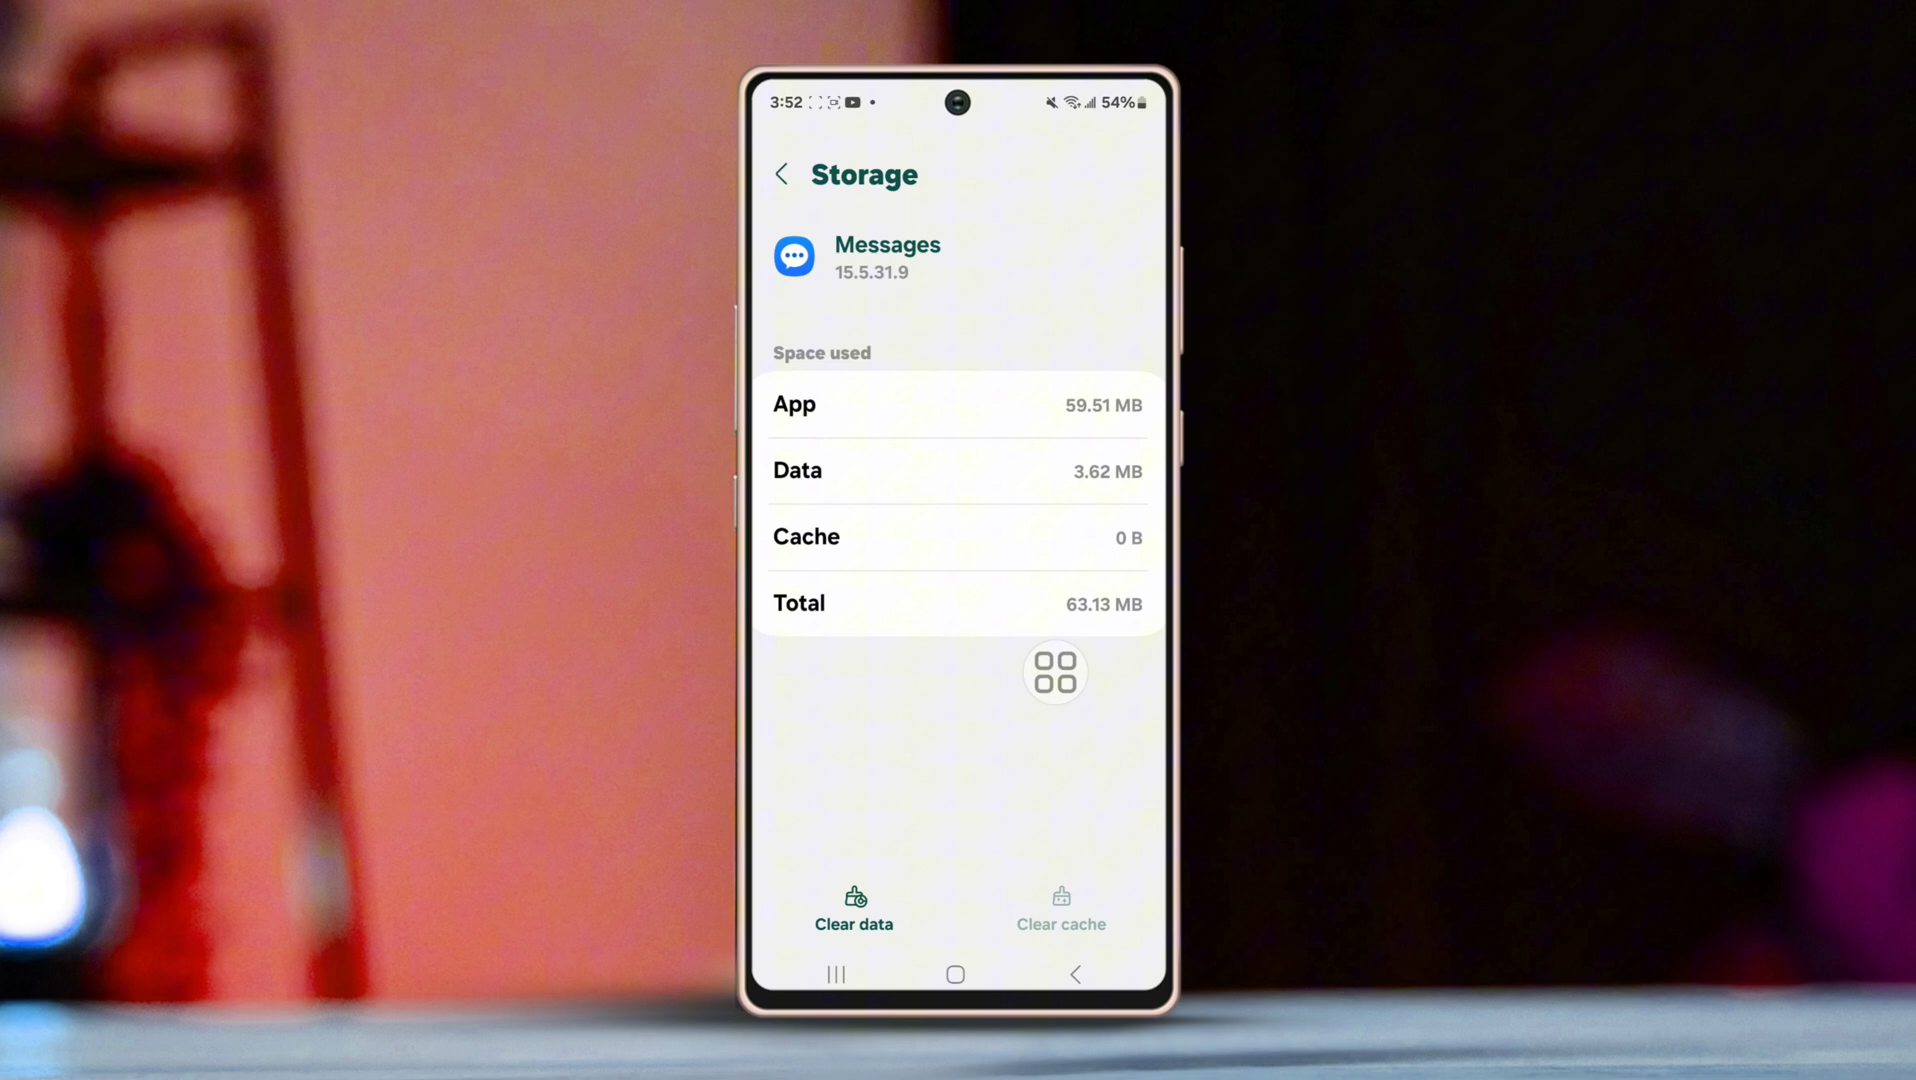 3:52
54%
Storage
Messages
15.5.31.9
Space used
App 59.51 MB
Data 3.62 MB
Cache 0 B
Total 63.13 MB
Clear data
Clear cache